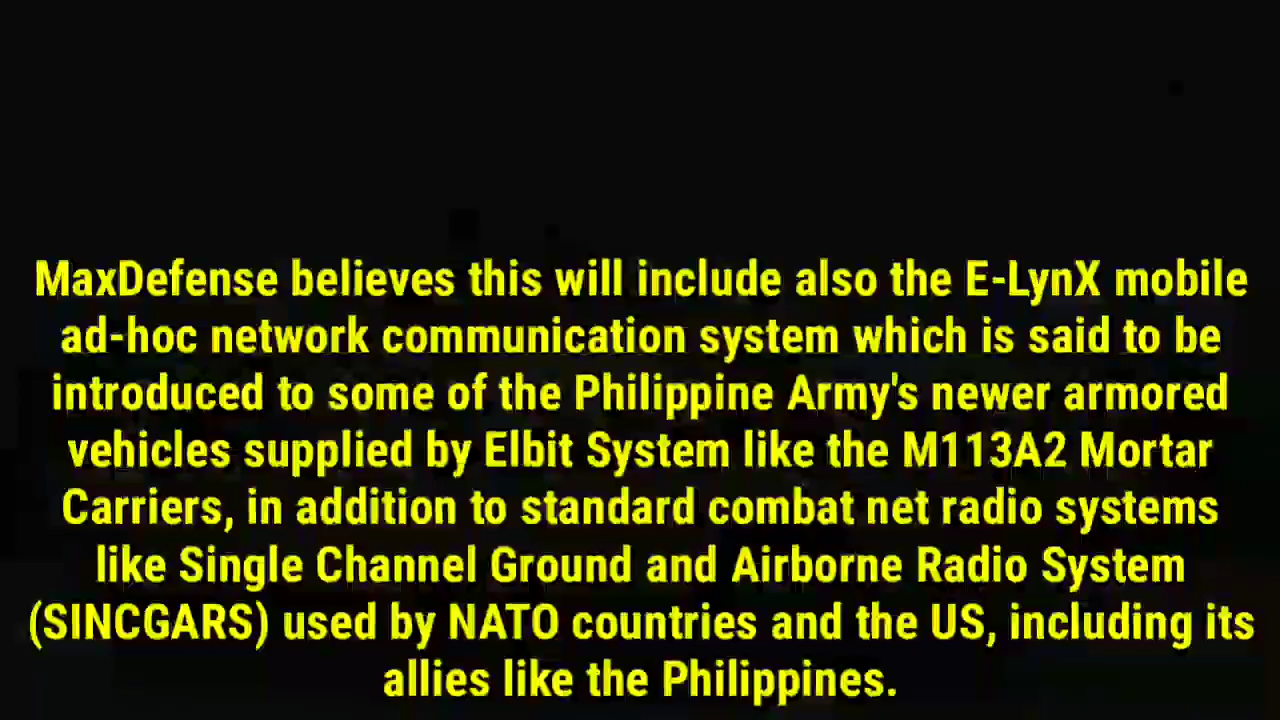 MaxDefense believes this will include also the E-LynX mobile
ad-hoc network communication system which is said to be
introduced to some of the Philippine Army's newer armored
vehicles supplied by Elbit System like the M113A2 Mortar
Carriers, in addition to standard combat net radio systems
like Single Channel Ground and Airborne Radio System
(SINCGARS) used by NATO countries and the US, including its
allies like the Philippines.